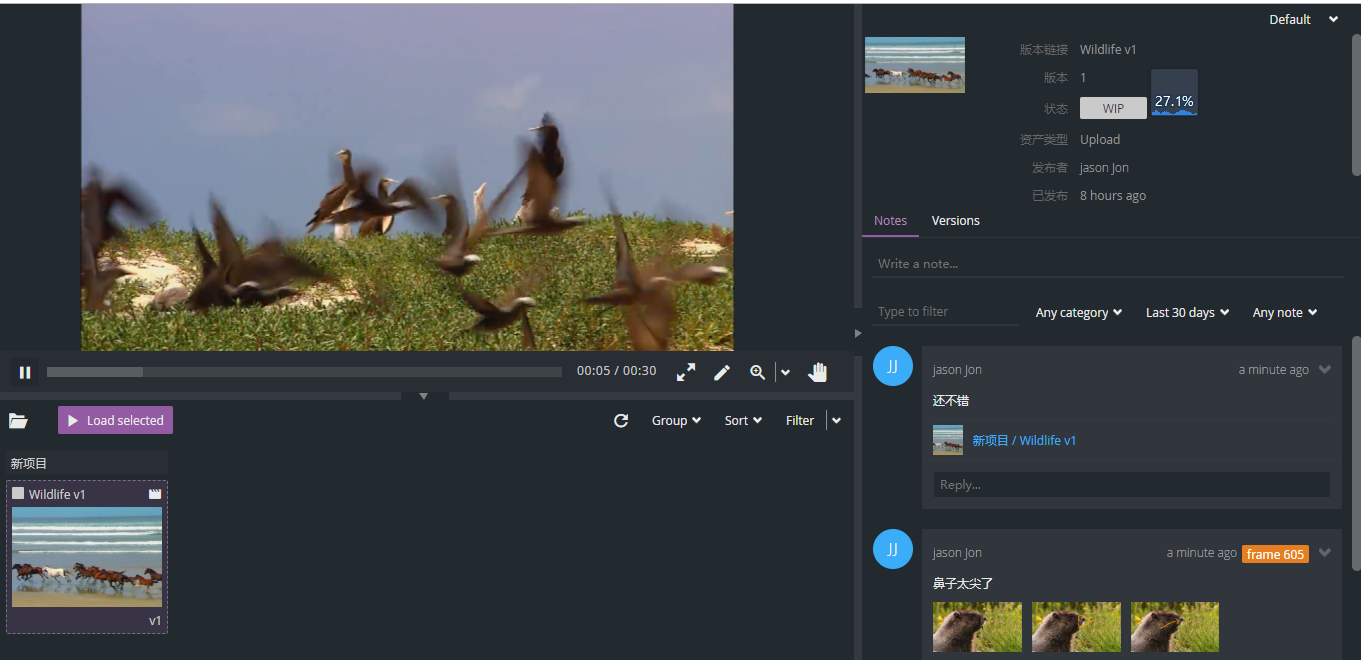 Default
版本链接 Wildlife v1
版本 1
状态 WIP 27.1%
资产类型 Upload
发布者 jason Jon
已发布 8 hours ago
Notes Versions
Write a note...
Type to filter Any category Last 30 days Any note
JJ jason Jon a minute ago
还不错
新项目 / Wildlife v1
Reply...
JJ jason Jon a minute ago frame 605
鼻子太尖了
00:05 / 00:30
Load selected Group Sort Filter
新项目
Wildlife v1
v1